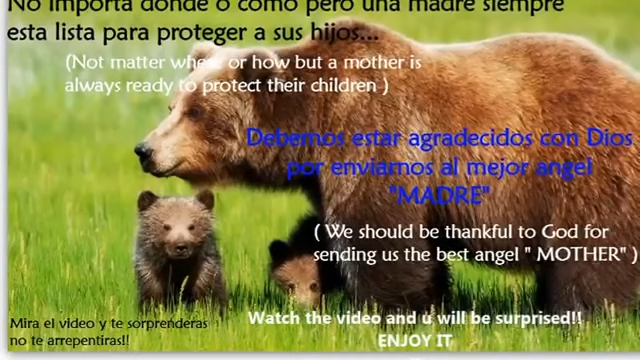 No importa donde o como pero una madre siempre
esta lista para proteger a sus hijos...
(Not matter where or how but a mother is
always ready to protect their children )
Debemos estar agradecidos con Dios
por enviarnos al mejor angel
"MADRE"
( We should be thankful to God for
sending us the best angel " MOTHER" )
Mira el video y te sorprenderas
no te arrepentiras!!
Watch the video and u will be surprised!!
ENJOY IT